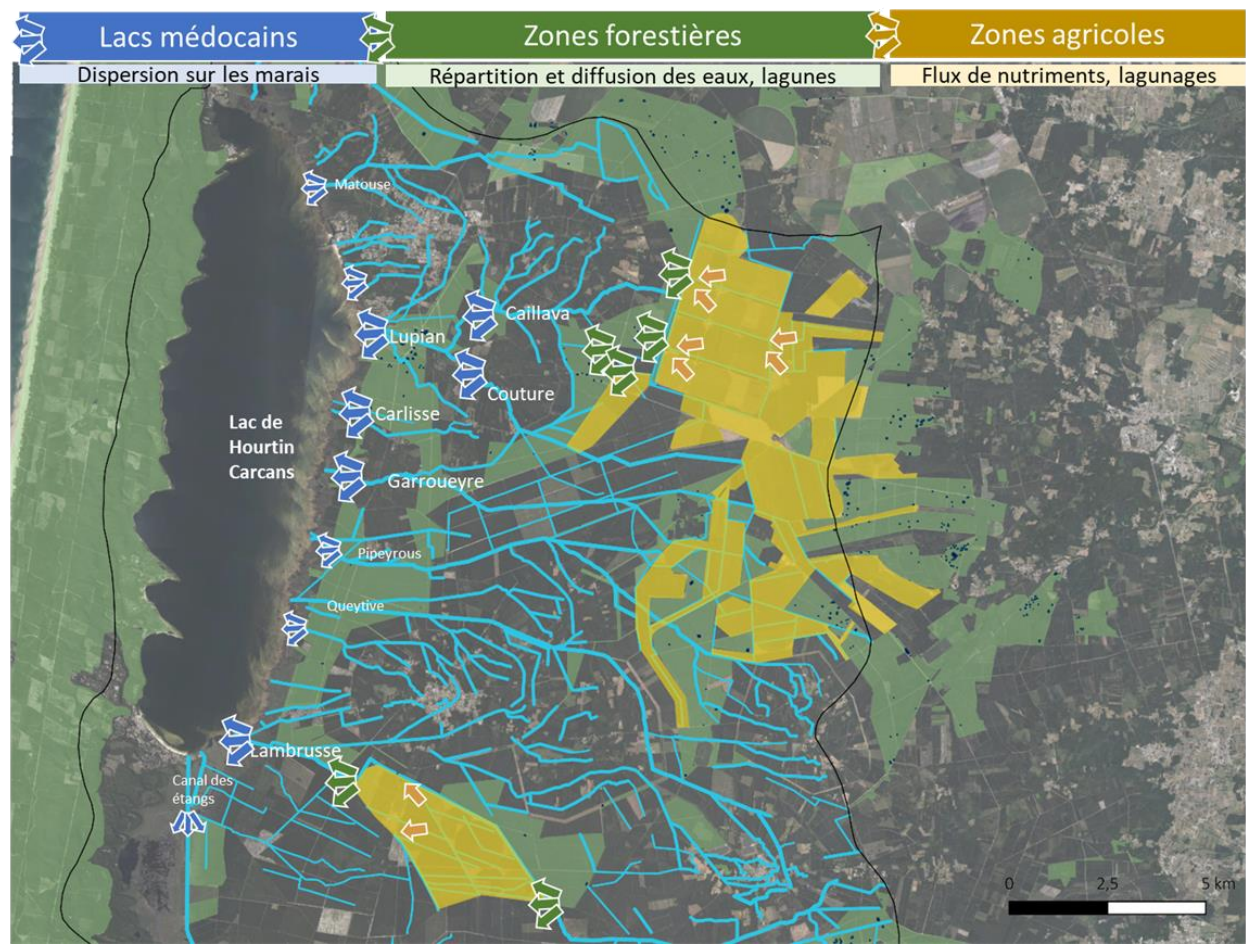 Lacs médocains
Zones forestières
Zones agricoles
Dispersion sur les marais
Répartition et diffusion des eaux, lagunes
Flux de nutriments, lagunages
Matouse
Caillava
Lupian
Couture
Carlisse
Lac de
Hourtin
Carcans
Garroueyre
Pipeyrous
Queytive
Lambrusse
Canal des
étangs
0
2,5
5 km